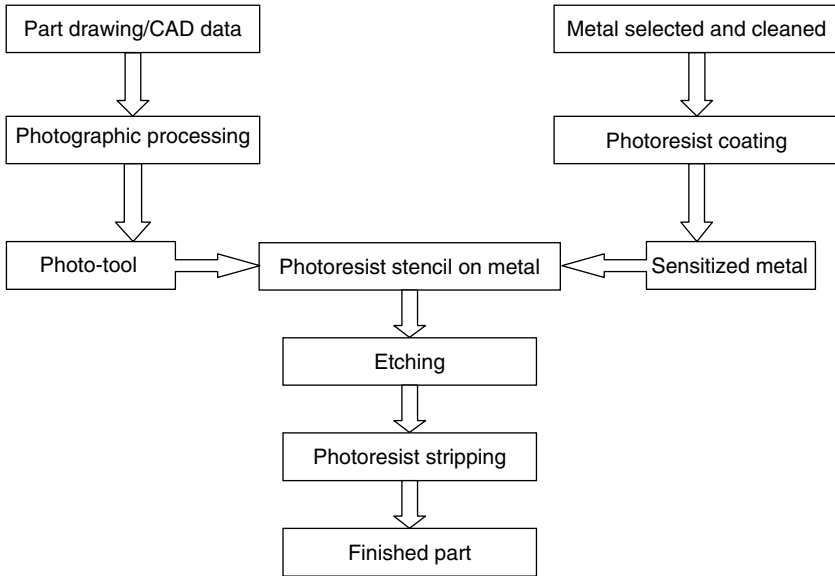 Part drawing/CAD data
Metal selected and cleaned
Photographic processing
Photoresist coating
Photo-tool
Photoresist stencil on metal
Sensitized metal
Etching
Photoresist stripping
Finished part